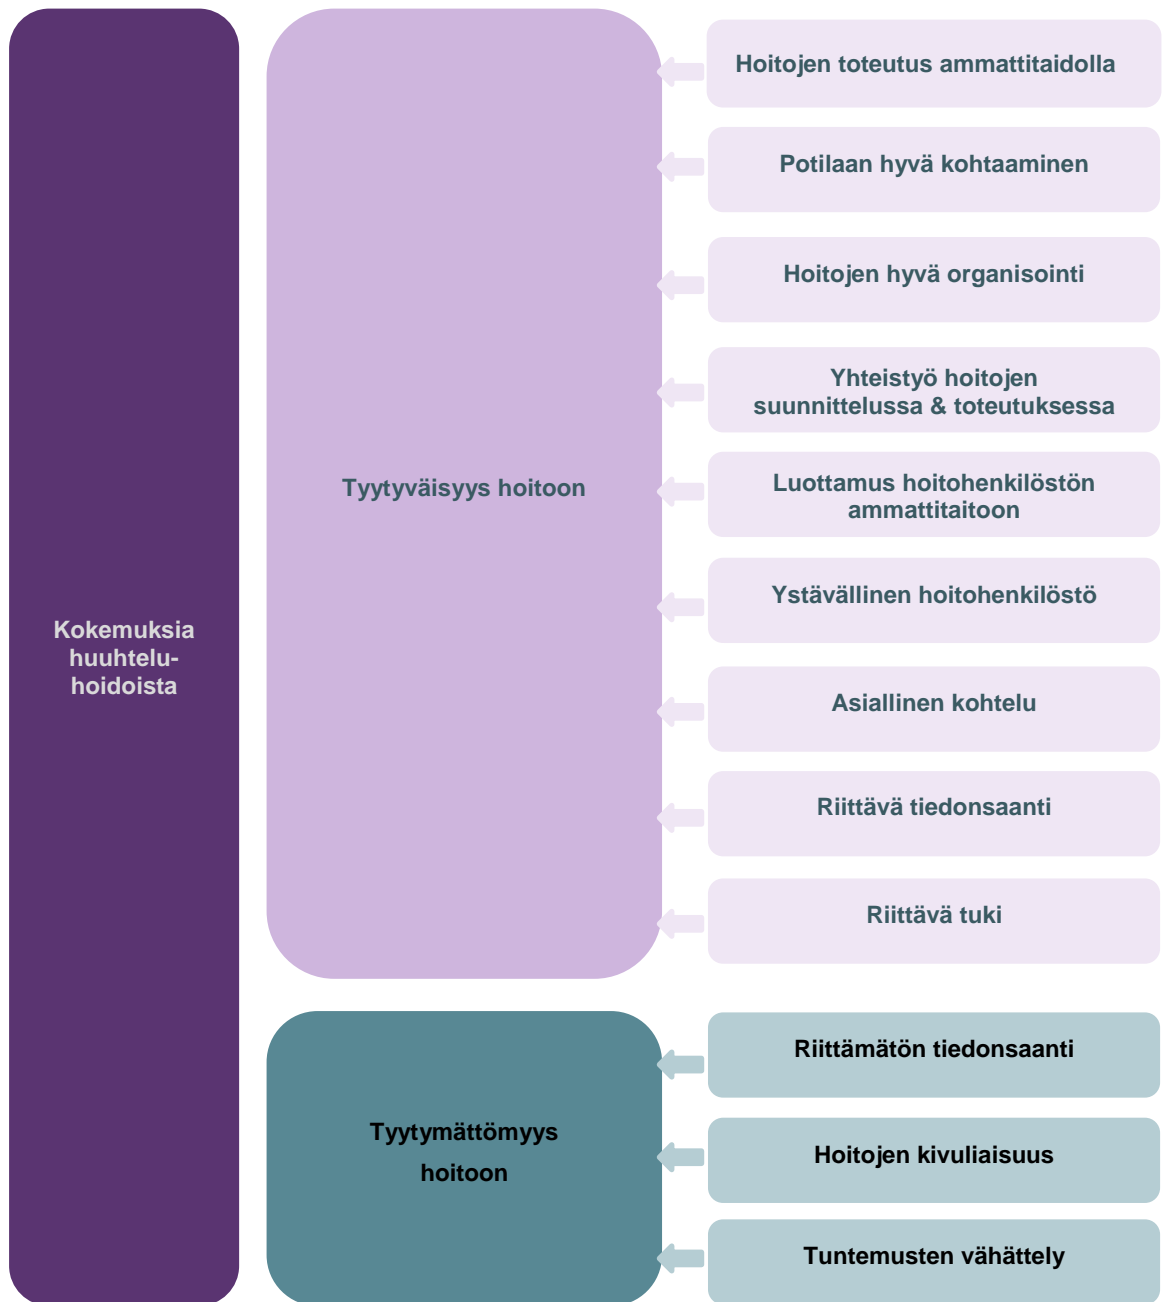 Kokemuksia
huuhtelu-
hoidoista
Tyytyväisyys hoitoon
Hoitojen toteutus ammattitaidolla
Potilaan hyvä kohtaaminen
Hoitojen hyvä organisointi
Yhteistyö hoitojen
suunnittelussa & toteutuksessa
Luottamus hoitohenkilöstön
ammattitaitoon
Ystävällinen hoitohenkilöstö
Asiallinen kohtelu
Riittävä tiedonsaanti
Riittävä tuki
Tyytymättömyys
hoitoon
Riittämätön tiedonsaanti
Hoitojen kivuliaisuus
Tuntemusten vähättely